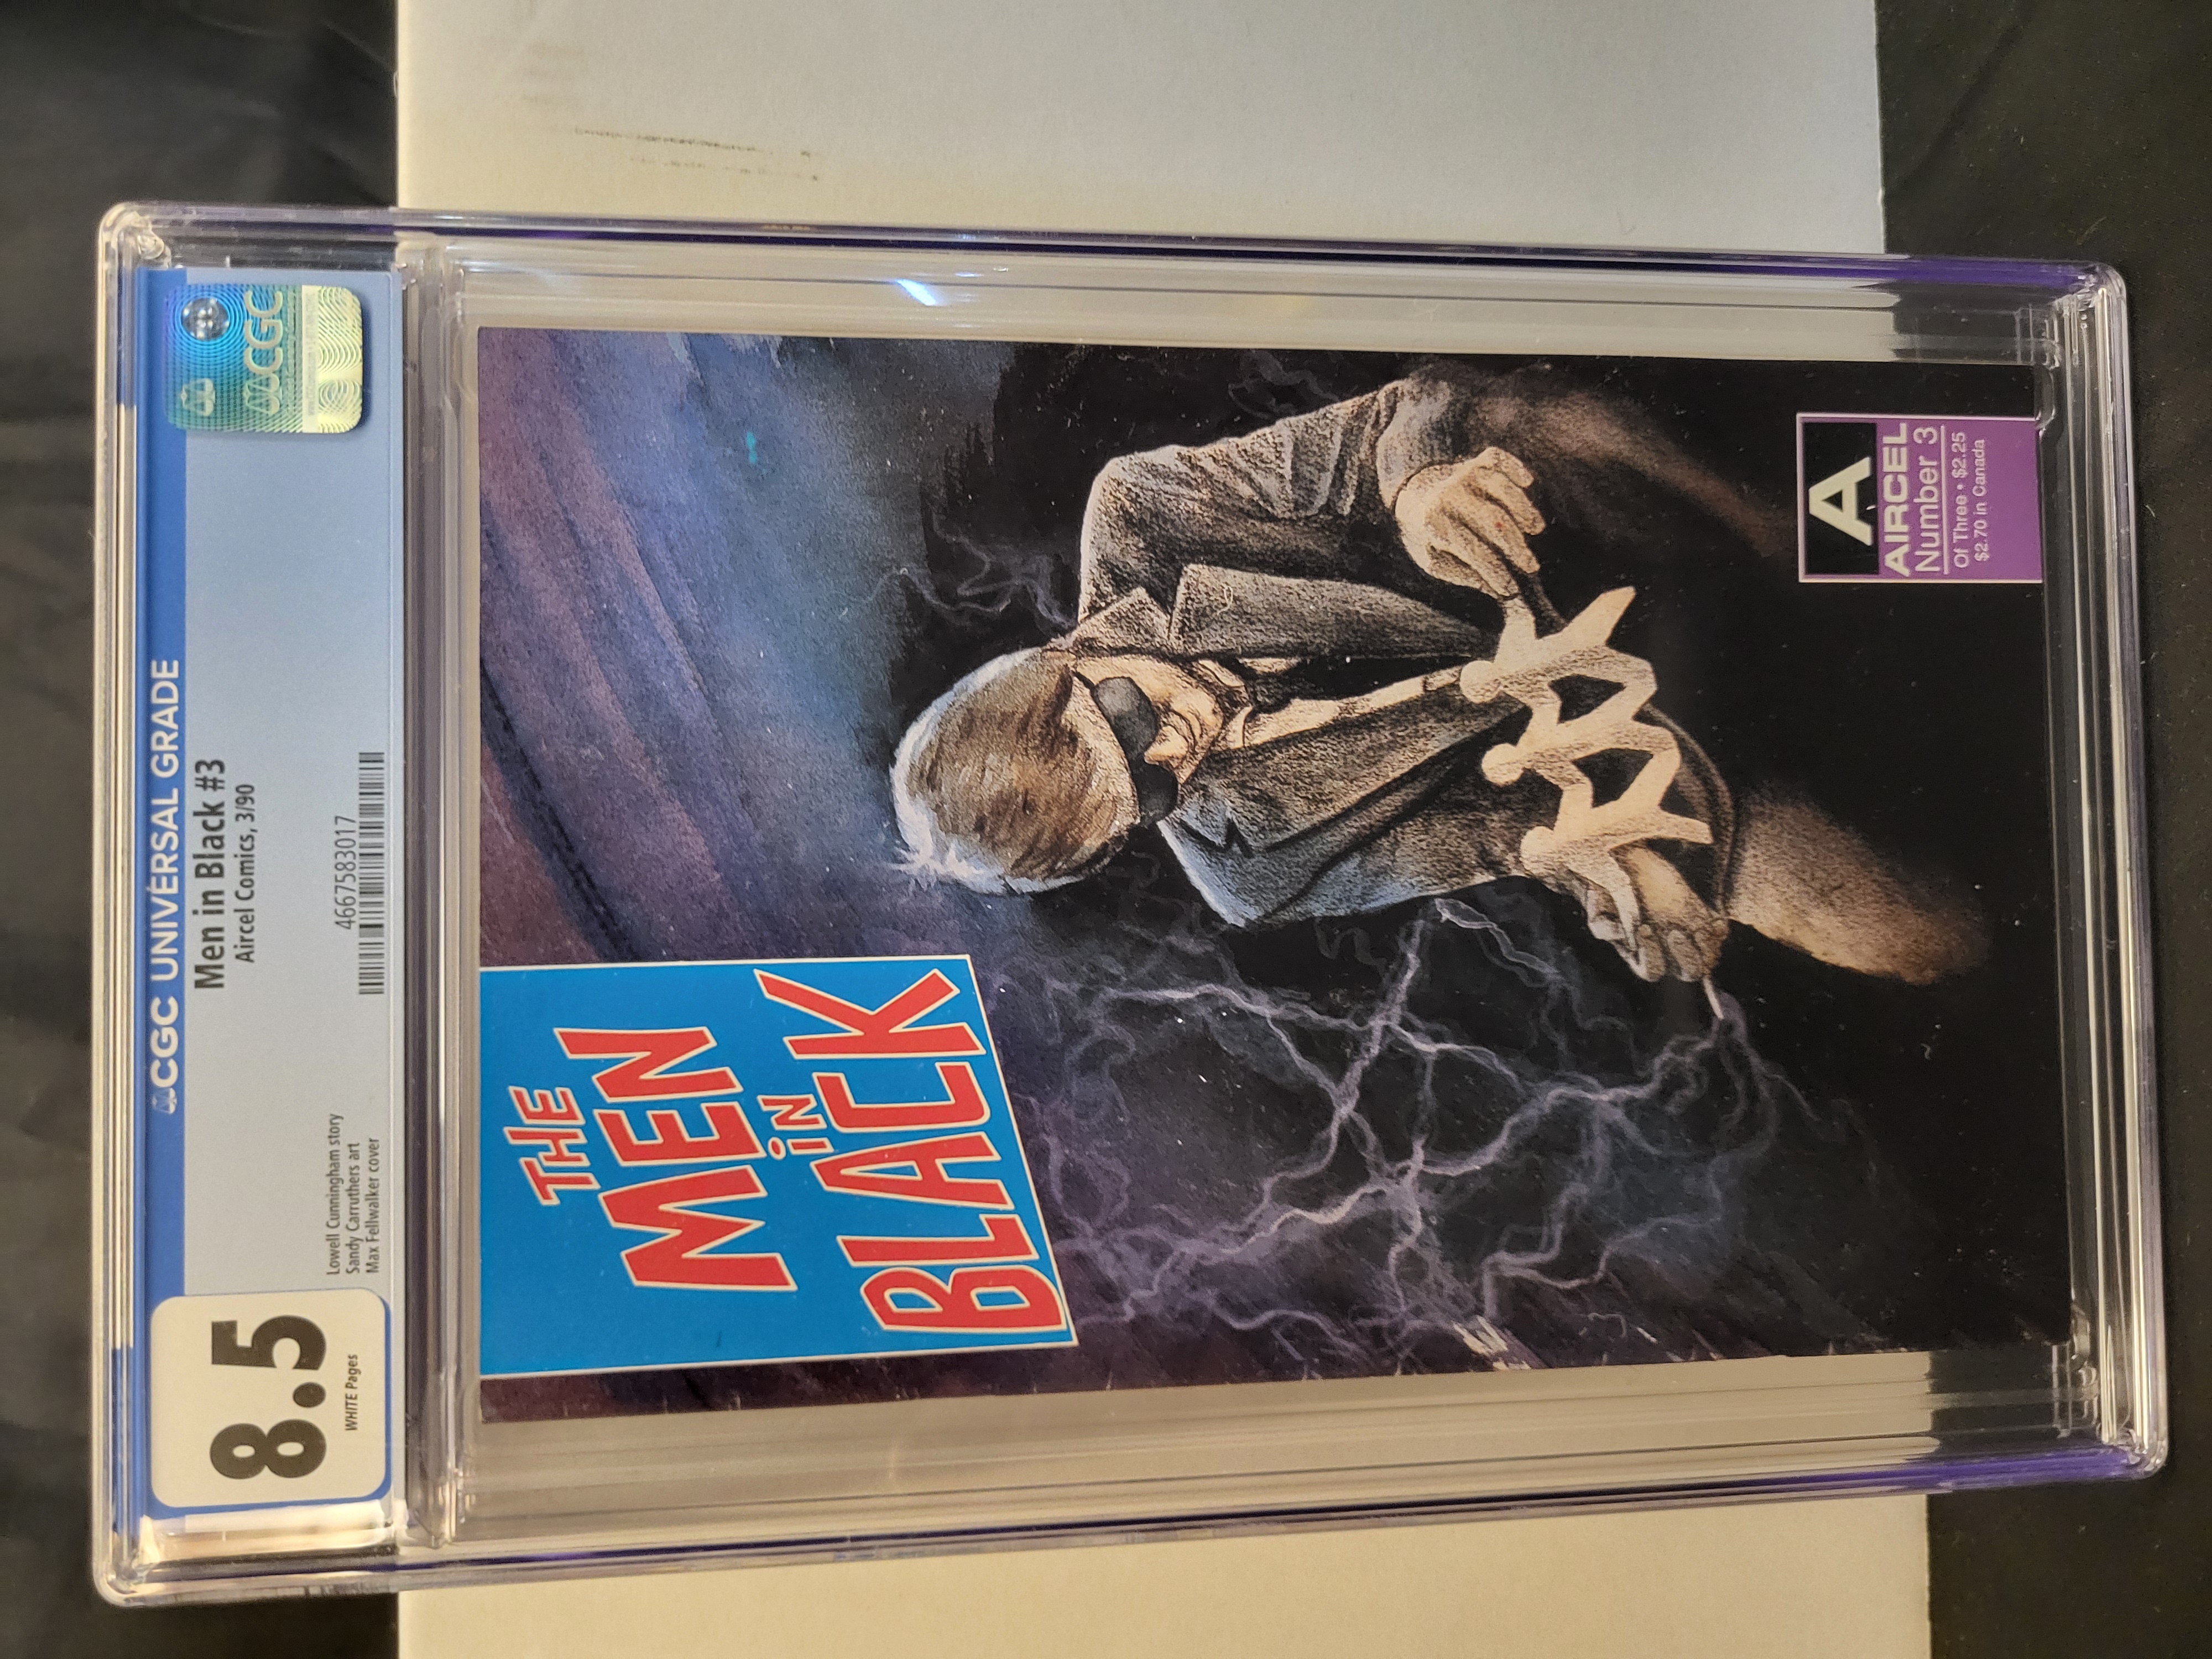 CGC UNIVERSAL GRADE
8.5
WHITE Pages
Men in Black #3
Aircel Comics, 3/90
Lowell Cunningham story
Sandy Carruthers art
Max Fellwalker cover
4667583017
CGC
THE
MEN
iN
BLACK
A
AIRCEL
Number 3
Of Three • $2.25
$2.70 in Canada